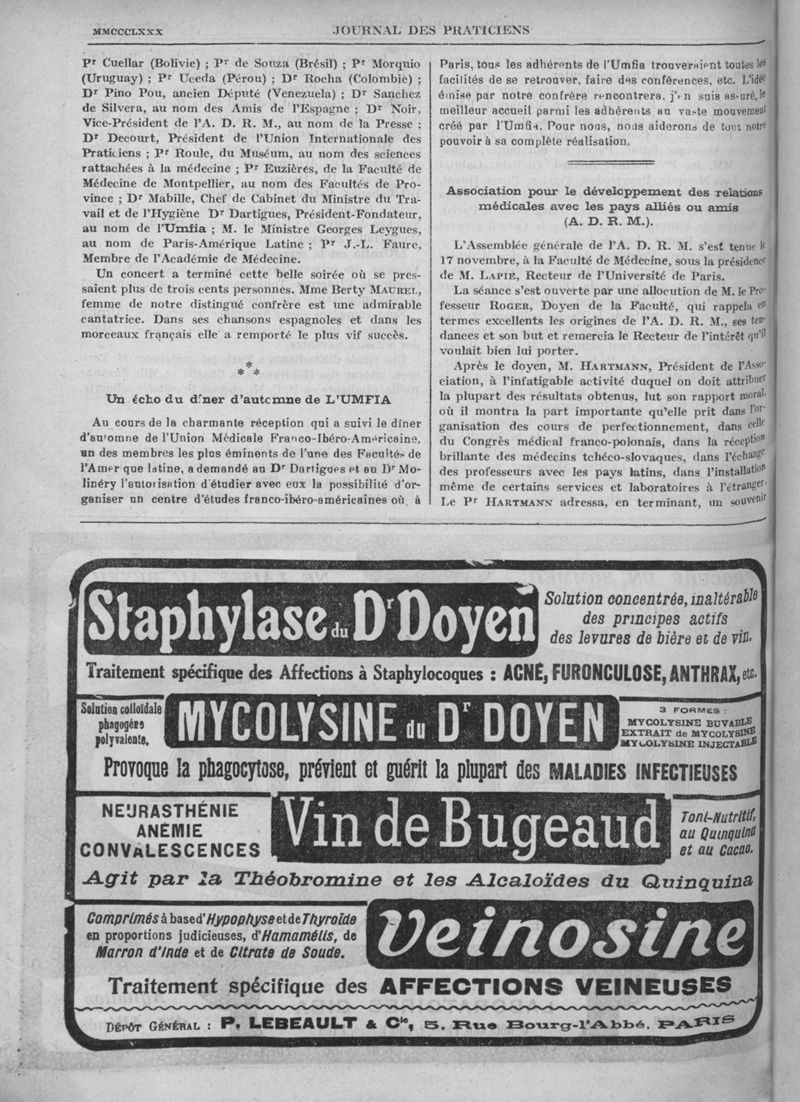 MMCCCLXXX
JOURNAL DES PRATICIENS
Pr Cuellar (Bolivie) ; Pr de Souza (Brésil) ; Pr Morquio
(Uruguay) ; Pr Uceda (Pérou) ; Dr Rocha (Colombie) ;
Dr Pino Pou, ancien Député (Venezuela) ; Dr Sanchez
de Silvera, au nom des Amis de l'Espagne ; Dr Noir,
Vice-Président de l'A. D. R. M., au nom de la Presse ;
Dr Decourt, Président de l'Union Internationale des
Praticiens ; Pr Roule, du Muséum, au nom des sciences
rattachées à la médecine ; Pr Euzières, de la Faculté de
Médecine de Montpellier, au nom des Facultés de Pro-
vince ; Dr Mabille, Chef de Cabinet du Ministre du Tra-
vail et de l'Hygiène Dr Dartigues, Président-Fondateur,
au nom de l'Umfia ; M. le Ministre Georges Leygues,
au nom de Paris-Amérique Latine ; Pr J.-L. Faure,
Membre de l'Académie de Médecine.
Un concert a terminé cette belle soirée où se pres-
saient plus de trois cents personnes. Mme Berty MAUREL,
femme de notre distingué confrère est une admirable
cantatrice. Dans ses chansons espagnoles et dans les
morceaux français elle a remporté le plus vif succès.
* * *
Un écho du dîner d'automne de L'UMFIA
Au cours de la charmante réception qui a suivi le dîner
d'automne de l'Union Médicale Franco-Ibéro-Américaine,
un des membres les plus éminents de l'une des Facultés de
l'Amérique latine, a demandé au Dr Dartigues et au Dr Mo-
linéry l'autorisation d'étudier avec eux la possibilité d'or-
ganiser un centre d'études franco-ibéro-américaines où, à
Paris, tous les adhérents de l'Umfia trouveraient toutes les
facilités de se retrouver, faire des conférences, etc. L'idée
émise par notre confrère rencontrera, j'en suis assuré, le
meilleur accueil parmi les adhérents au vaste mouvement
créé par l'Umfia. Pour nous, nous aiderons de tout notre
pouvoir à sa complète réalisation.
Association pour le développement des relations
médicales avec les pays alliés ou amis
(A. D. R. M.).
L'Assemblée générale de l'A. D. R. M. s'est tenue le
17 novembre, à la Faculté de Médecine, sous la présidence
de M. LAPIE, Recteur de l'Université de Paris.
La séance s'est ouverte par une allocution de M. le Pro-
fesseur ROGER, Doyen de la Faculté, qui rappela en
termes excellents les origines de l'A. D. R. M., ses ten-
dances et son but et remercia le Recteur de l'intérêt qu'il
voulait bien lui porter.
Après le doyen, M. HARTMANN, Président de l'Asso-
ciation, à l'infatigable activité duquel on doit attribuer
la plupart des résultats obtenus, lut son rapport moral,
où il montra la part importante qu'elle prit dans l'or-
ganisation des cours de perfectionnement, dans celle
du Congrès médical franco-polonais, dans la réception
brillante des médecins tchéco-slovaques, dans l'échange
des professeurs avec les pays latins, dans l'installation
même de certains services et laboratoires à l'étranger.
Le Pr HARTMANN adressa, en terminant, un souvenir
Staphylase du Dr Doyen
Solution concentrée, inaltérable
des principes actifs
des levures de bière et de vin.
Traitement spécifique des Affections à Staphylocoques : ACNÉ, FURONCULOSE, ANTHRAX, etc.
Solution colloïdale
phagogène
polyvalente.
MYCOLYSINE du Dr DOYEN
3 FORMES :
MYCOLYSINE BUVABLE
EXTRAIT de MYCOLYSINE
MYCOLYSINE INJECTABLE
Provoque la phagocytose, prévient et guérit la plupart des MALADIES INFECTIEUSES
NEURASTHÉNIE
ANÉMIE
CONVALESCENCES
Vin de Bugeaud
Toni-Nutritif,
au Quinquina
et au Cacao.
Agit par la Théobromine et les Alcaloïdes du Quinquina
Comprimés à base d'Hypophyse et de Thyroïde
en proportions judicieuses, d'Hamamélis, de
Marron d'Inde et de Citrate de Soude.
Veinosine
Traitement spécifique des AFFECTIONS VEINEUSES
DÉPÔT GÉNÉRAL : P. LEBEAULT & Cie, 5, Rue Bourg-l'Abbé, PARIS